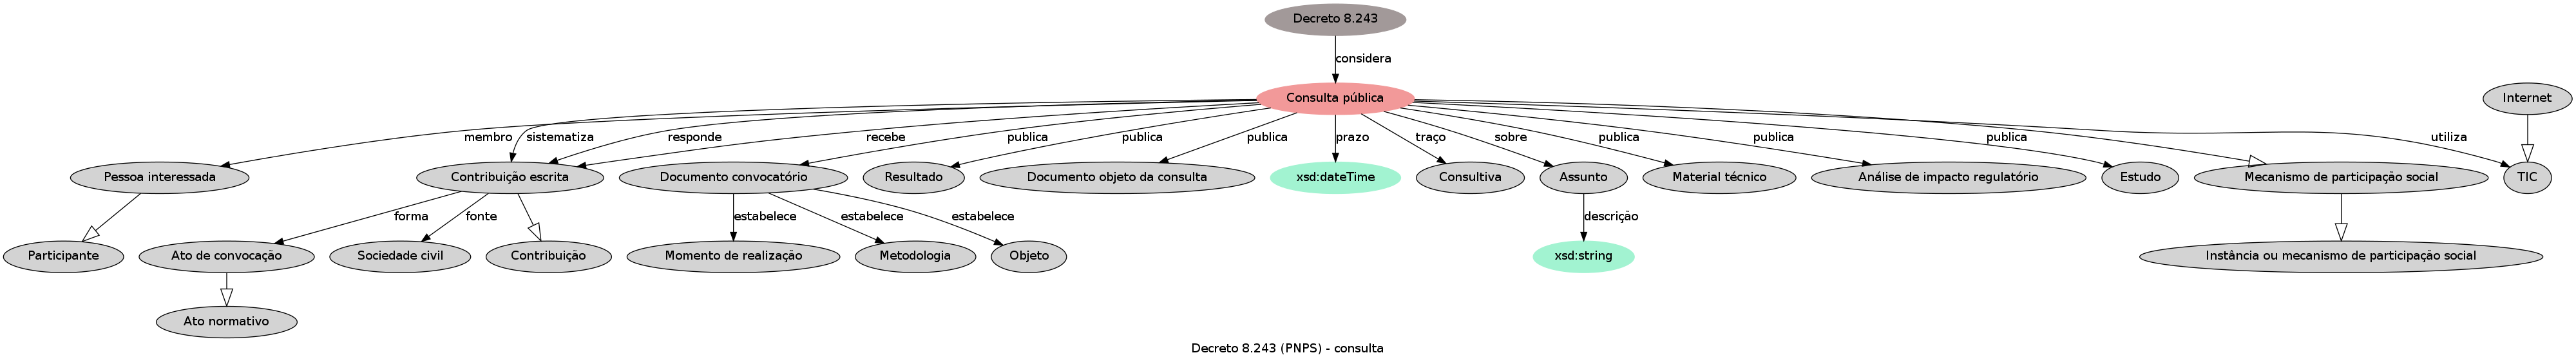 Decreto 8.243
considera
Consulta pública
Internet
membro
sistematiza
responde
recebe
publica
publica
publica
prazo
traço
sobre
publica
publica
publica
utiliza
Pessoa interessada
Contribuição escrita
Documento convocatório
Resultado
Documento objeto da consulta
xsd:dateTime
Consultiva
Assunto
Material técnico
Análise de impacto regulatório
Estudo
Mecanismo de participação social
TIC
forma
fonte
estabelece
estabelece
estabelece
descrição
Participante
Ato de convocação
Sociedade civil
Contribuição
Momento de realização
Metodologia
Objeto
xsd:string
Instância ou mecanismo de participação social
Ato normativo
Decreto 8.243 (PNPS) - consulta